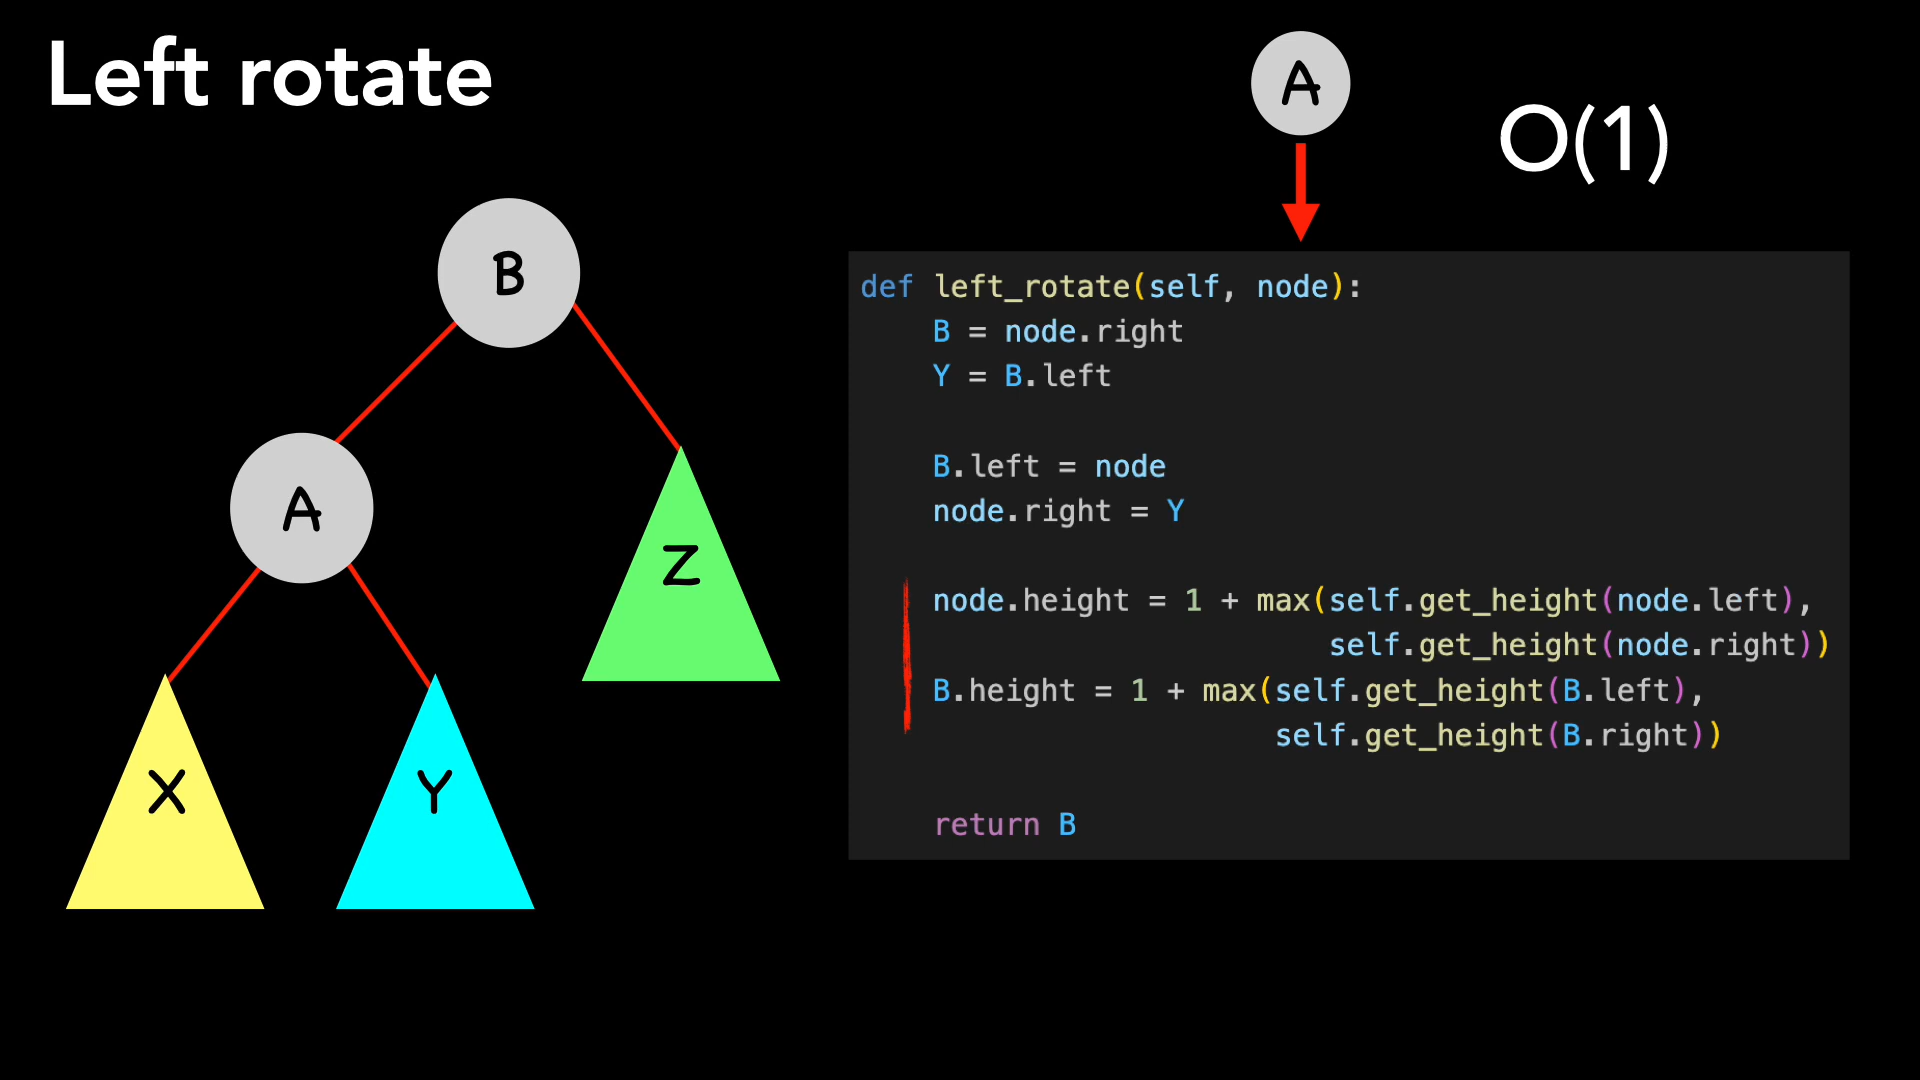 Left rotate
A
O(1)
B
A
Z
X
Y
def left_rotate(self, node):
    B = node.right
    Y = B.left

    B.left = node
    node.right = Y

    node.height = 1 + max(self.get_height(node.left),
                          self.get_height(node.right))
    B.height = 1 + max(self.get_height(B.left),
                       self.get_height(B.right))

    return B